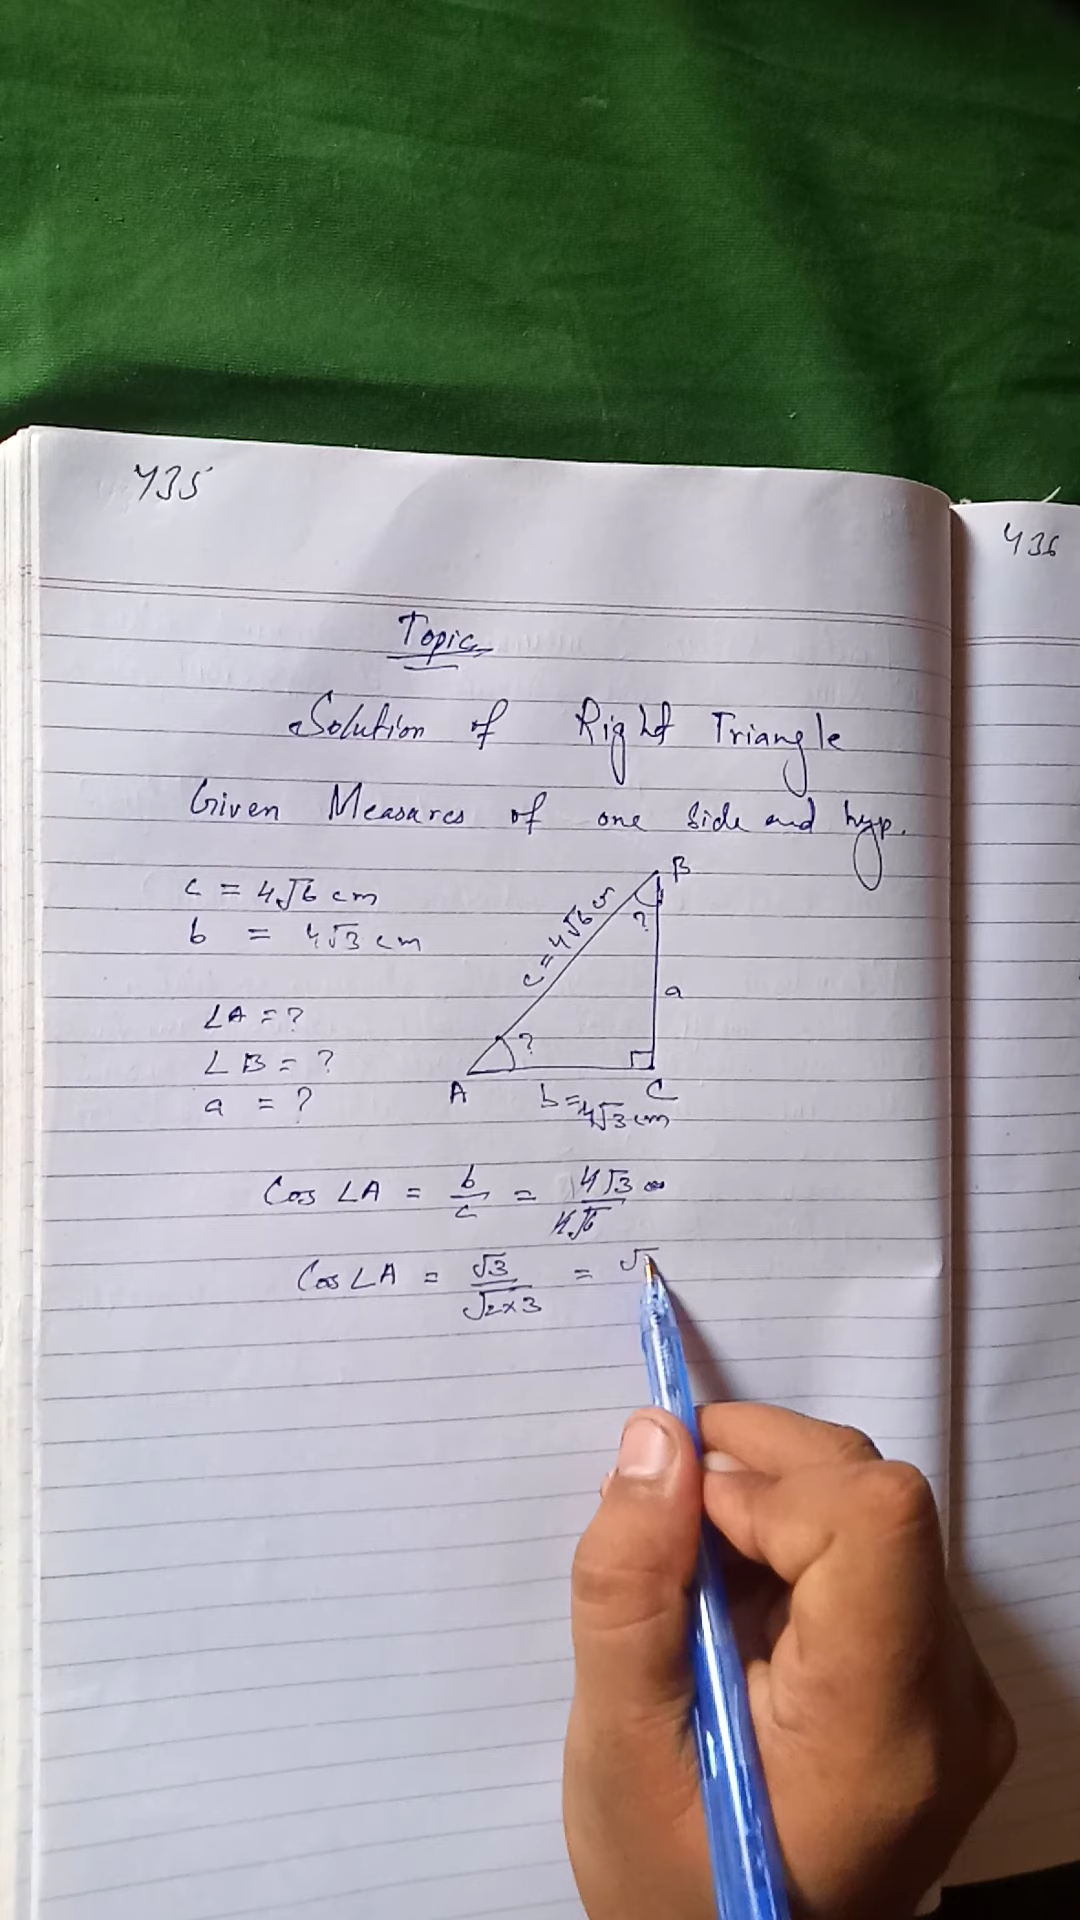 435
436
Topic
Solution of Right Triangle
Given Measures of one side and hyp.
c = 4√6 cm
b = 4√3 cm
∠A = ?
∠B = ?
a = ?
B
?
c = 4√6 cm
a
?
A
C
b = 4√3 cm
Cos ∠A = b/c = 4√3/4√6
Cos ∠A = √3/√2×3 = √